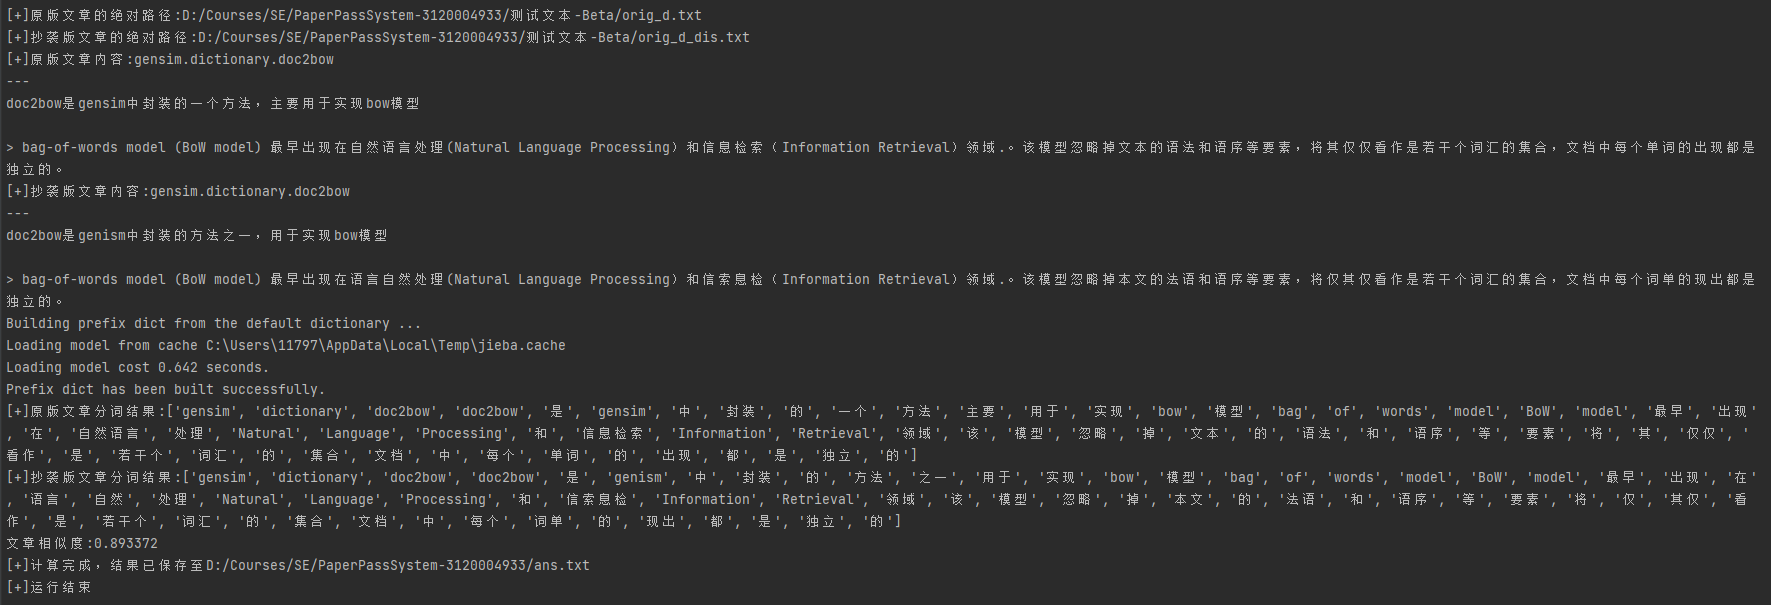 [+]原版文章的绝对路径:D:/Courses/SE/PaperPassSystem-3120004933/测试文本-Beta/orig_d.txt
[+]抄袭版文章的绝对路径:D:/Courses/SE/PaperPassSystem-3120004933/测试文本-Beta/orig_d_dis.txt
[+]原版文章内容:gensim.dictionary.doc2bow
---
doc2bow是gensim中封装的一个方法，主要用于实现bow模型
> bag-of-words model (BoW model) 最早出现在自然语言处理(Natural Language Processing）和信息检索（Information Retrieval）领域.。该模型忽略掉文本的语法和语序等要素，将其仅仅看作是若干个词汇的集合，文档中每个单词的出现都是
独立的。
[+]抄袭版文章内容:gensim.dictionary.doc2bow
---
doc2bow是genism中封装的方法之一，用于实现bow模型
> bag-of-words model (BoW model) 最早出现在语言自然处理(Natural Language Processing）和信索息检（Information Retrieval）领域.。该模型忽略掉本文的法语和语序等要素，将仅其仅看作是若干个词汇的集合，文档中每个词单的现出都是
独立的。
Building prefix dict from the default dictionary ...
Loading model from cache C:\Users\11797\AppData\Local\Temp\jieba.cache
Loading model cost 0.642 seconds.
Prefix dict has been built successfully.
[+]原版文章分词结果:['gensim', 'dictionary', 'doc2bow', 'doc2bow', '是', 'gensim', '中', '封装', '的', '一个', '方法', '主要', '用于', '实现', 'bow', '模型', 'bag', 'of', 'words', 'model', 'BoW', 'model', '最早', '出现'
, '在', '自然语言', '处理', 'Natural', 'Language', 'Processing', '和', '信息检索', 'Information', 'Retrieval', '领域', '该', '模型', '忽略', '掉', '文本', '的', '语法', '和', '语序', '等', '要素', '将', '其', '仅仅', '
看作', '是', '若干个', '词汇', '的', '集合', '文档', '中', '每个', '单词', '的', '出现', '都', '是', '独立', '的']
[+]抄袭版文章分词结果:['gensim', 'dictionary', 'doc2bow', 'doc2bow', '是', 'genism', '中', '封装', '的', '方法', '之一', '用于', '实现', 'bow', '模型', 'bag', 'of', 'words', 'model', 'BoW', 'model', '最早', '出现', '在'
, '语言', '自然', '处理', 'Natural', 'Language', 'Processing', '和', '信索息检', 'Information', 'Retrieval', '领域', '该', '模型', '忽略', '掉', '本文', '的', '法语', '和', '语序', '等', '要素', '将', '仅', '其仅', '看
作', '是', '若干个', '词汇', '的', '集合', '文档', '中', '每个', '词单', '的', '现出', '都', '是', '独立', '的']
文章相似度:0.893372
[+]计算完成，结果已保存至D:/Courses/SE/PaperPassSystem-3120004933/ans.txt
[+]运行结束